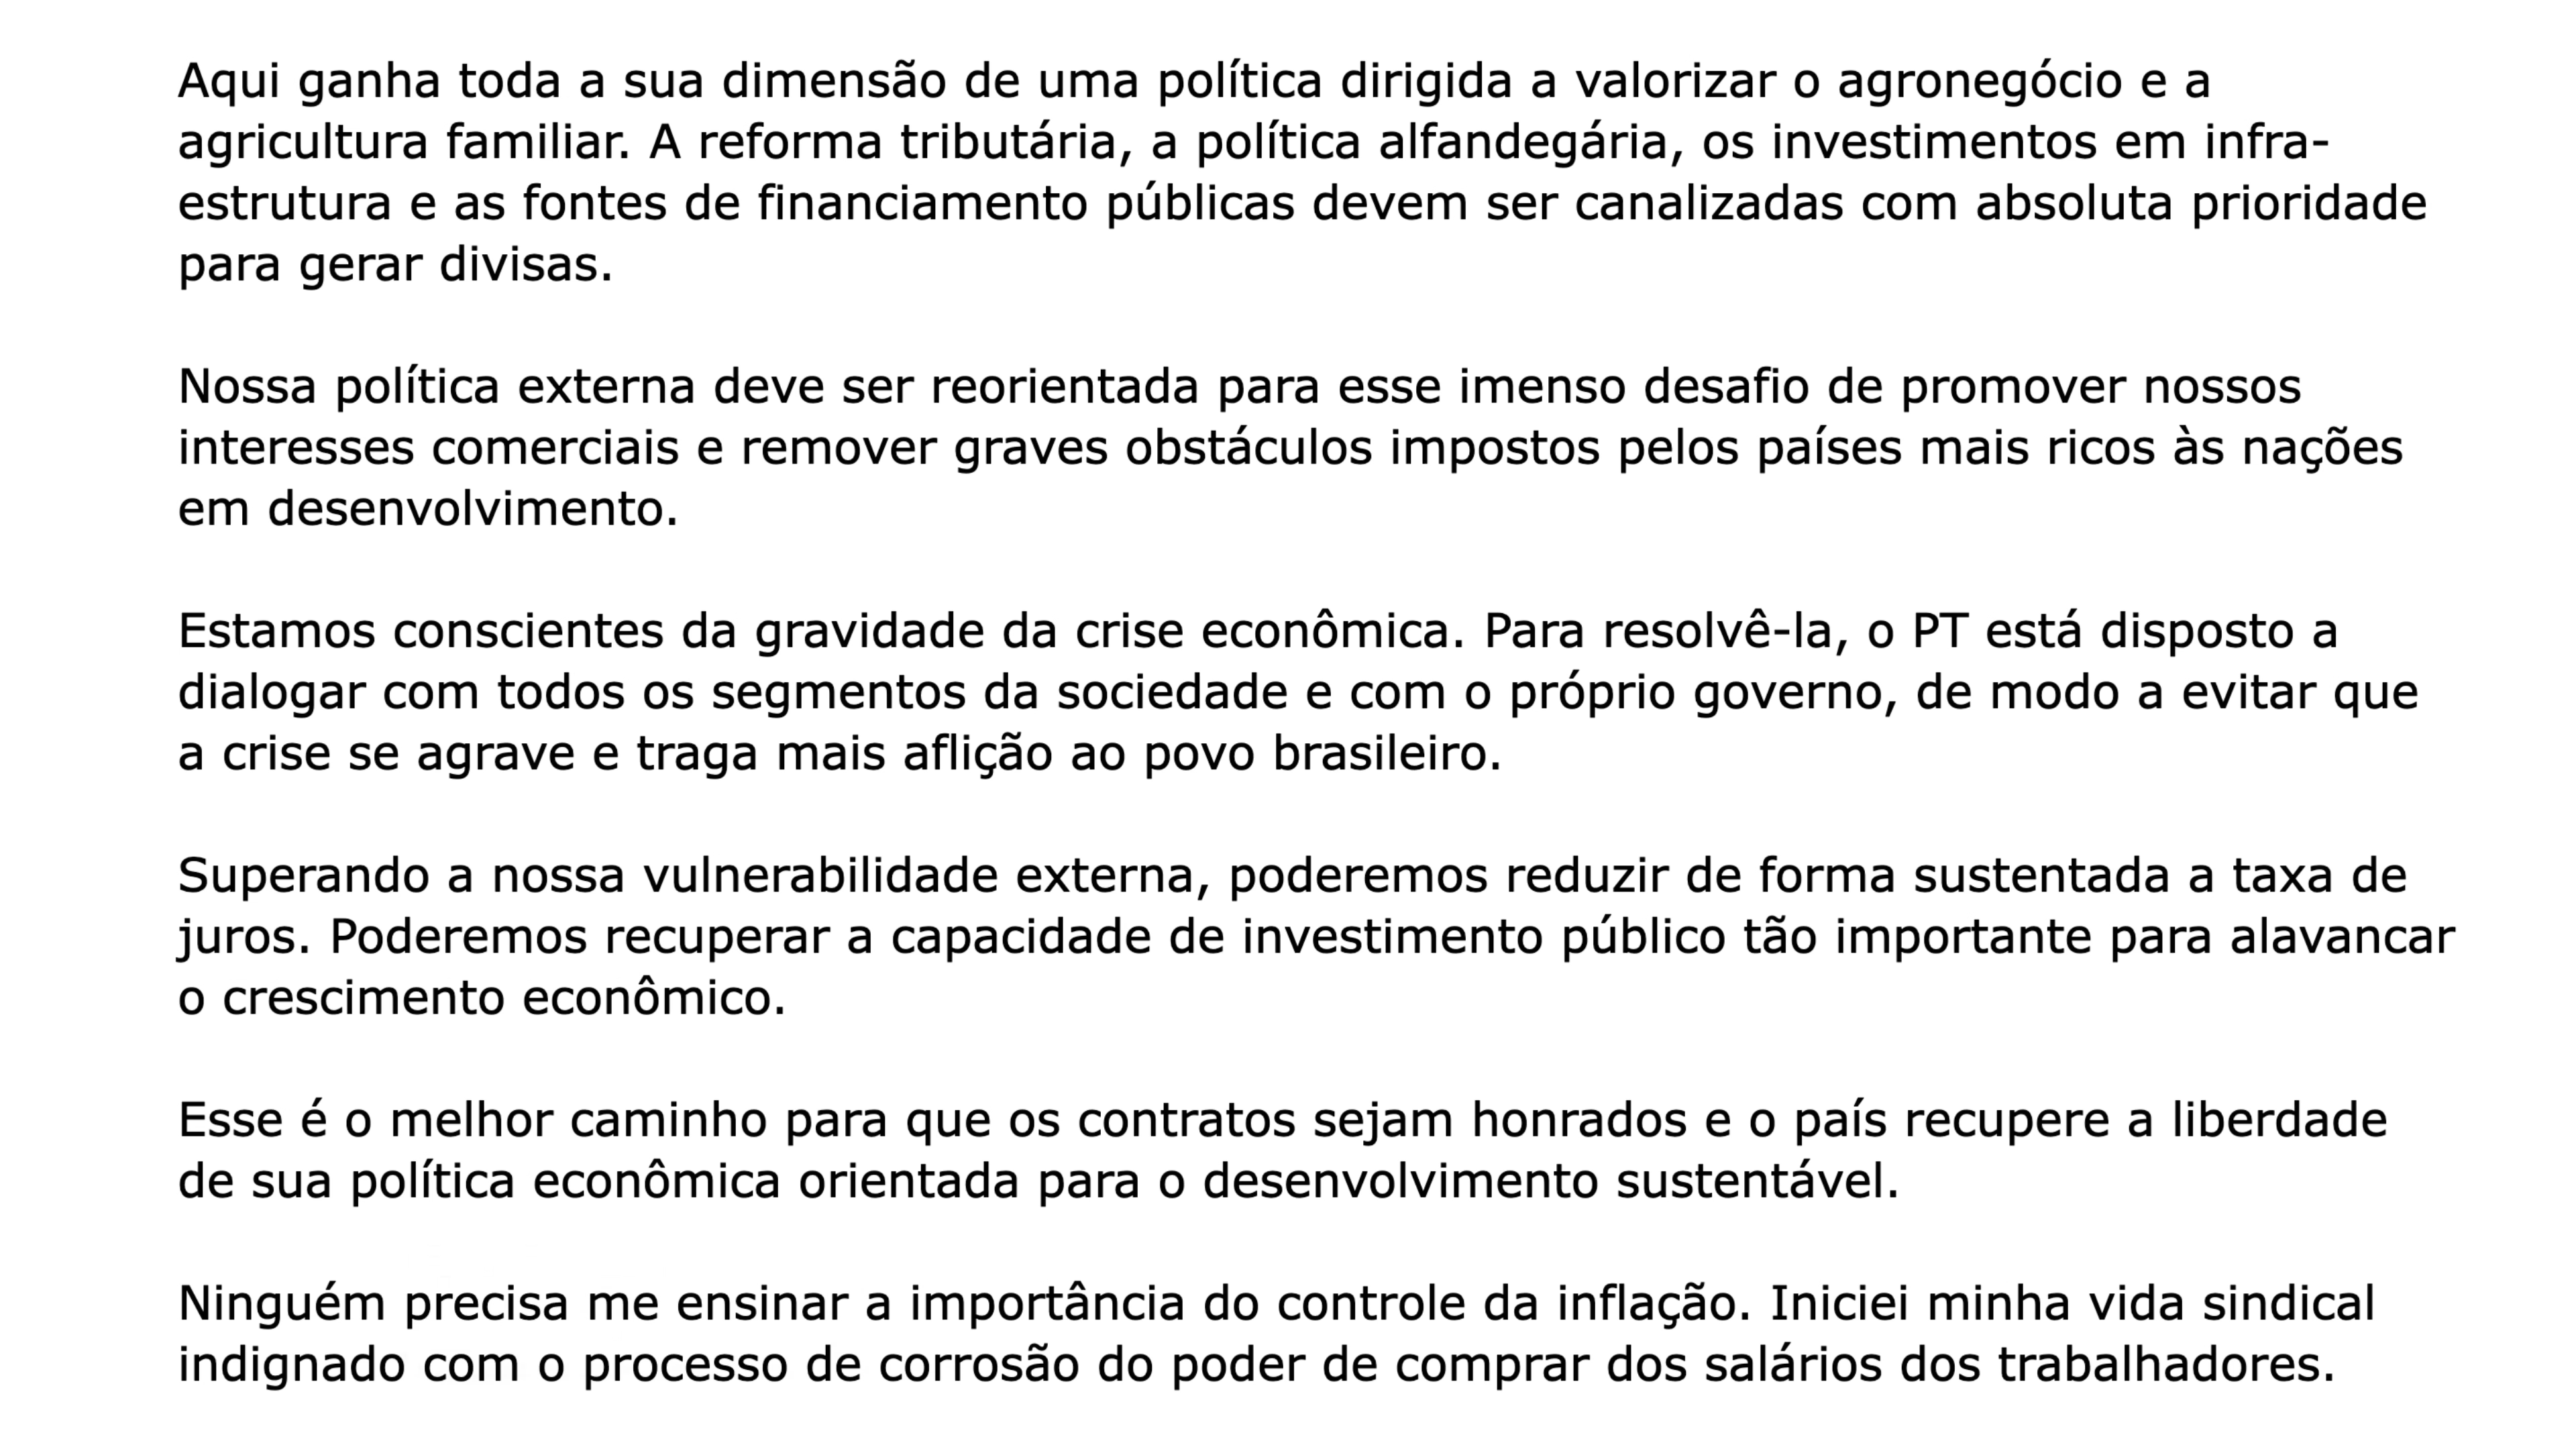 Aqui ganha toda a sua dimensão de uma política dirigida a valorizar o agronegócio e a
agricultura familiar. A reforma tributária, a política alfandegária, os investimentos em infra-
estrutura e as fontes de financiamento públicas devem ser canalizadas com absoluta prioridade
para gerar divisas.
Nossa política externa deve ser reorientada para esse imenso desafio de promover nossos
interesses comerciais e remover graves obstáculos impostos pelos países mais ricos às nações
em desenvolvimento.
Estamos conscientes da gravidade da crise econômica. Para resolvê-la, o PT está disposto a
dialogar com todos os segmentos da sociedade e com o próprio governo, de modo a evitar que
a crise se agrave e traga mais aflição ao povo brasileiro.
Superando a nossa vulnerabilidade externa, poderemos reduzir de forma sustentada a taxa de
juros. Poderemos recuperar a capacidade de investimento público tão importante para alavancar
o crescimento econômico.
Esse é o melhor caminho para que os contratos sejam honrados e o país recupere a liberdade
de sua política econômica orientada para o desenvolvimento sustentável.
Ninguém precisa me ensinar a importância do controle da inflação. Iniciei minha vida sindical
indignado com o processo de corrosão do poder de comprar dos salários dos trabalhadores.